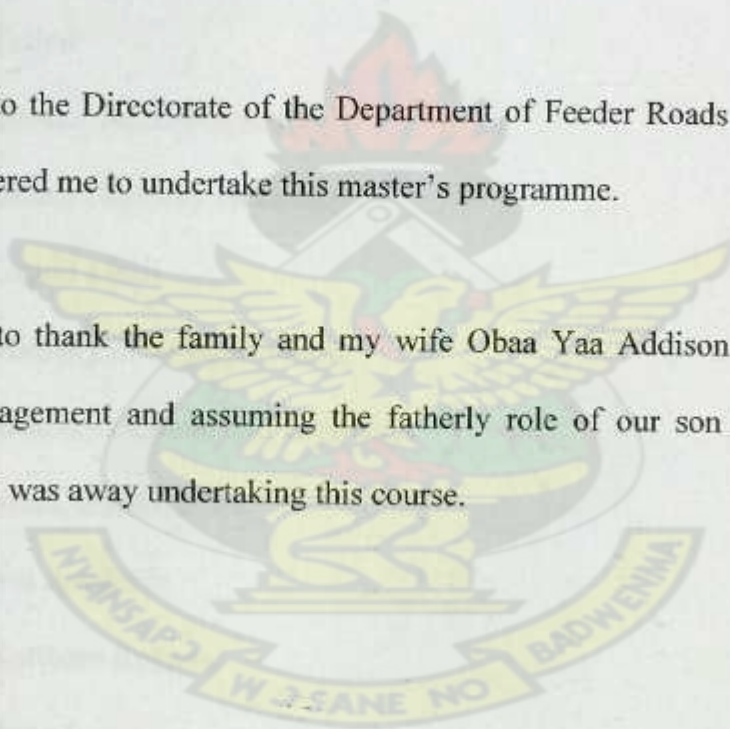 o the Directorate of the Department of Feeder Roads
ered me to undertake this master's programme.
to thank the family and my wife Obaa Yaa Addison
agement and assuming the fatherly role of our son
was away undertaking this course.
NYANSAPƆ WƆSANE NO BADWENMA